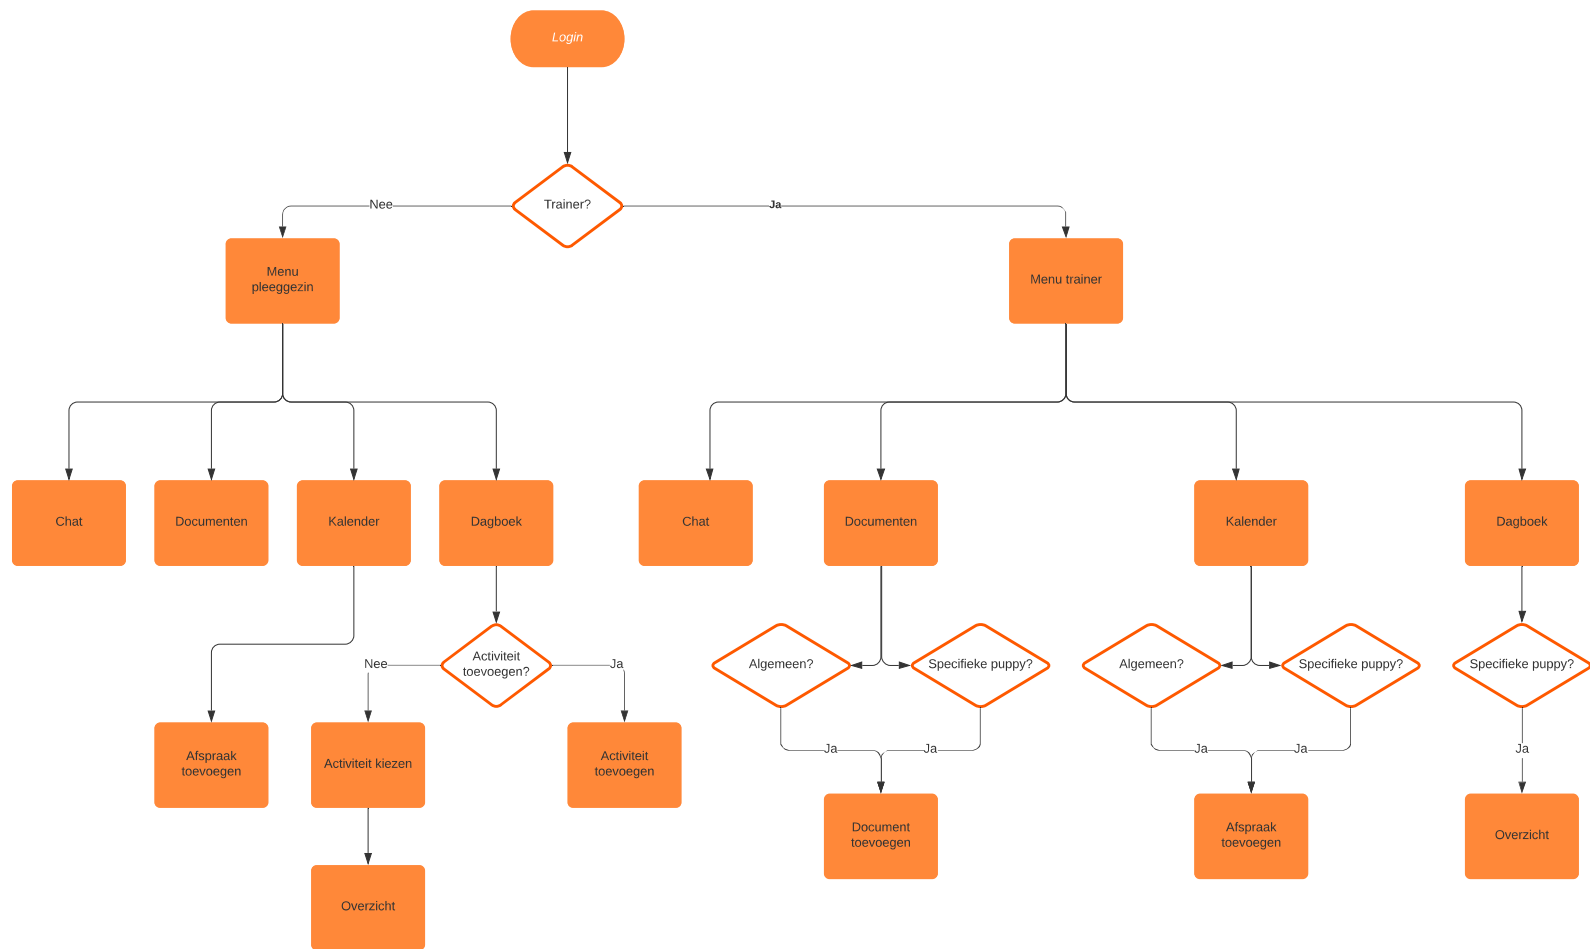 Login
Trainer?
Nee
Ja
Menu
pleeggezin
Menu trainer
Chat
Documenten
Kalender
Dagboek
Chat
Documenten
Kalender
Dagboek
Activiteit
toevoegen?
Nee
Ja
Algemeen?
Specifieke puppy?
Algemeen?
Specifieke puppy?
Specifieke puppy?
Afspraak
toevoegen
Activiteit kiezen
Activiteit
toevoegen
Ja
Ja
Ja
Ja
Ja
Document
toevoegen
Afspraak
toevoegen
Overzicht
Overzicht